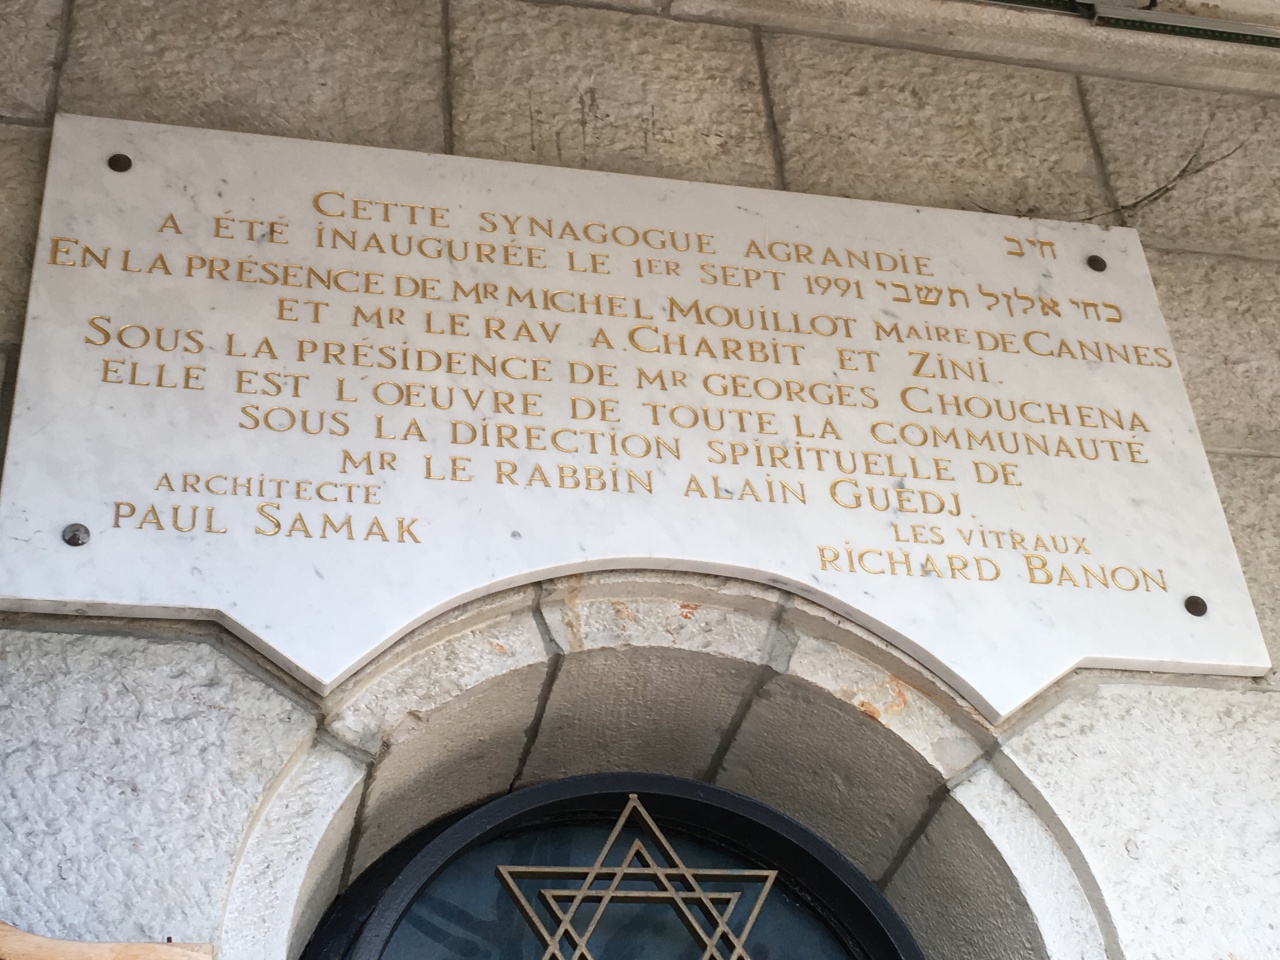 Cette synagogue agrandie חי״ב
a été inaugurée le 1er sept 1991 כח׳ אלול תשנ״א
En la présence de Mr Michel Mouillot maire de Cannes
et Mr le Rav A Charbit et Zini.
Sous la présidence de Mr Georges Chouchena
elle est l'oeuvre de toute la communauté
sous la direction spirituelle de
Mr le Rabbin Alain Guedj.
architecte
Paul Samak
les vitraux
Richard Banon